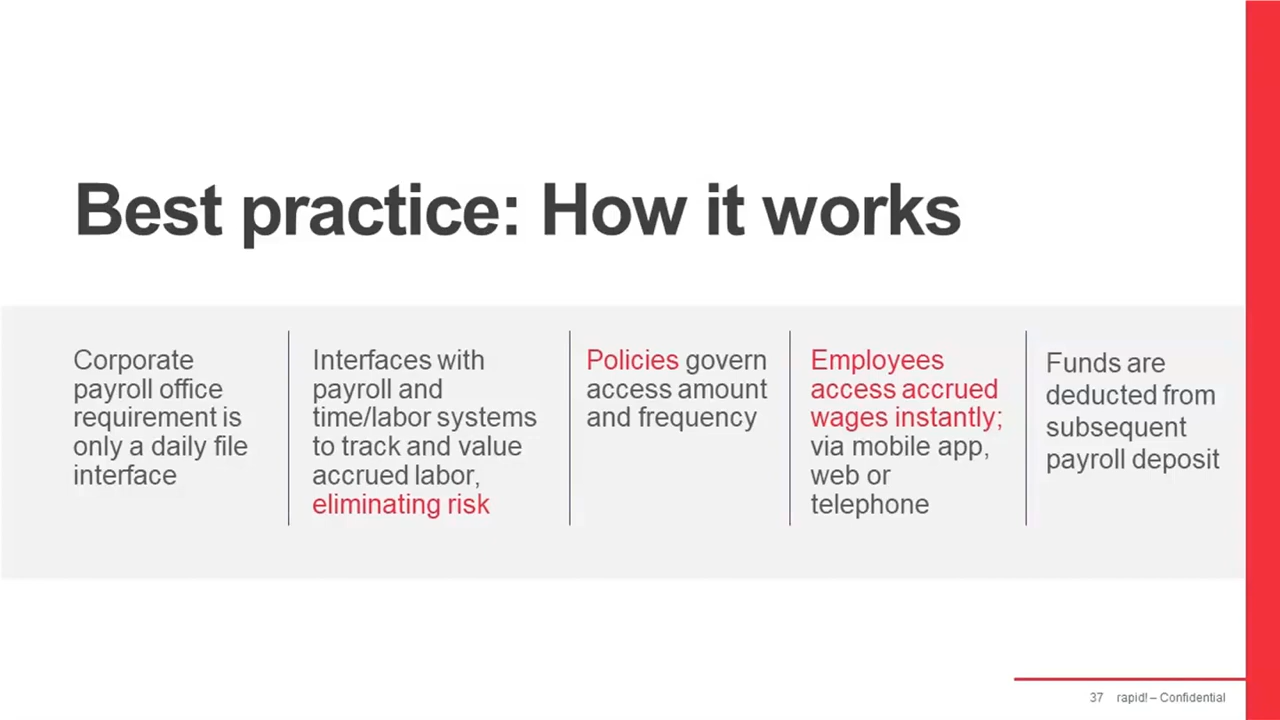 Best practice: How it works
Corporate
payroll office
requirement is
only a daily file
interface
Interfaces with
payroll and
time/labor systems
to track and value
accrued labor,
eliminating risk
Policies govern
access amount
and frequency
Employees
access accrued
wages instantly;
via mobile app,
web or
telephone
Funds are
deducted from
subsequent
payroll deposit
37 rapid! – Confidential